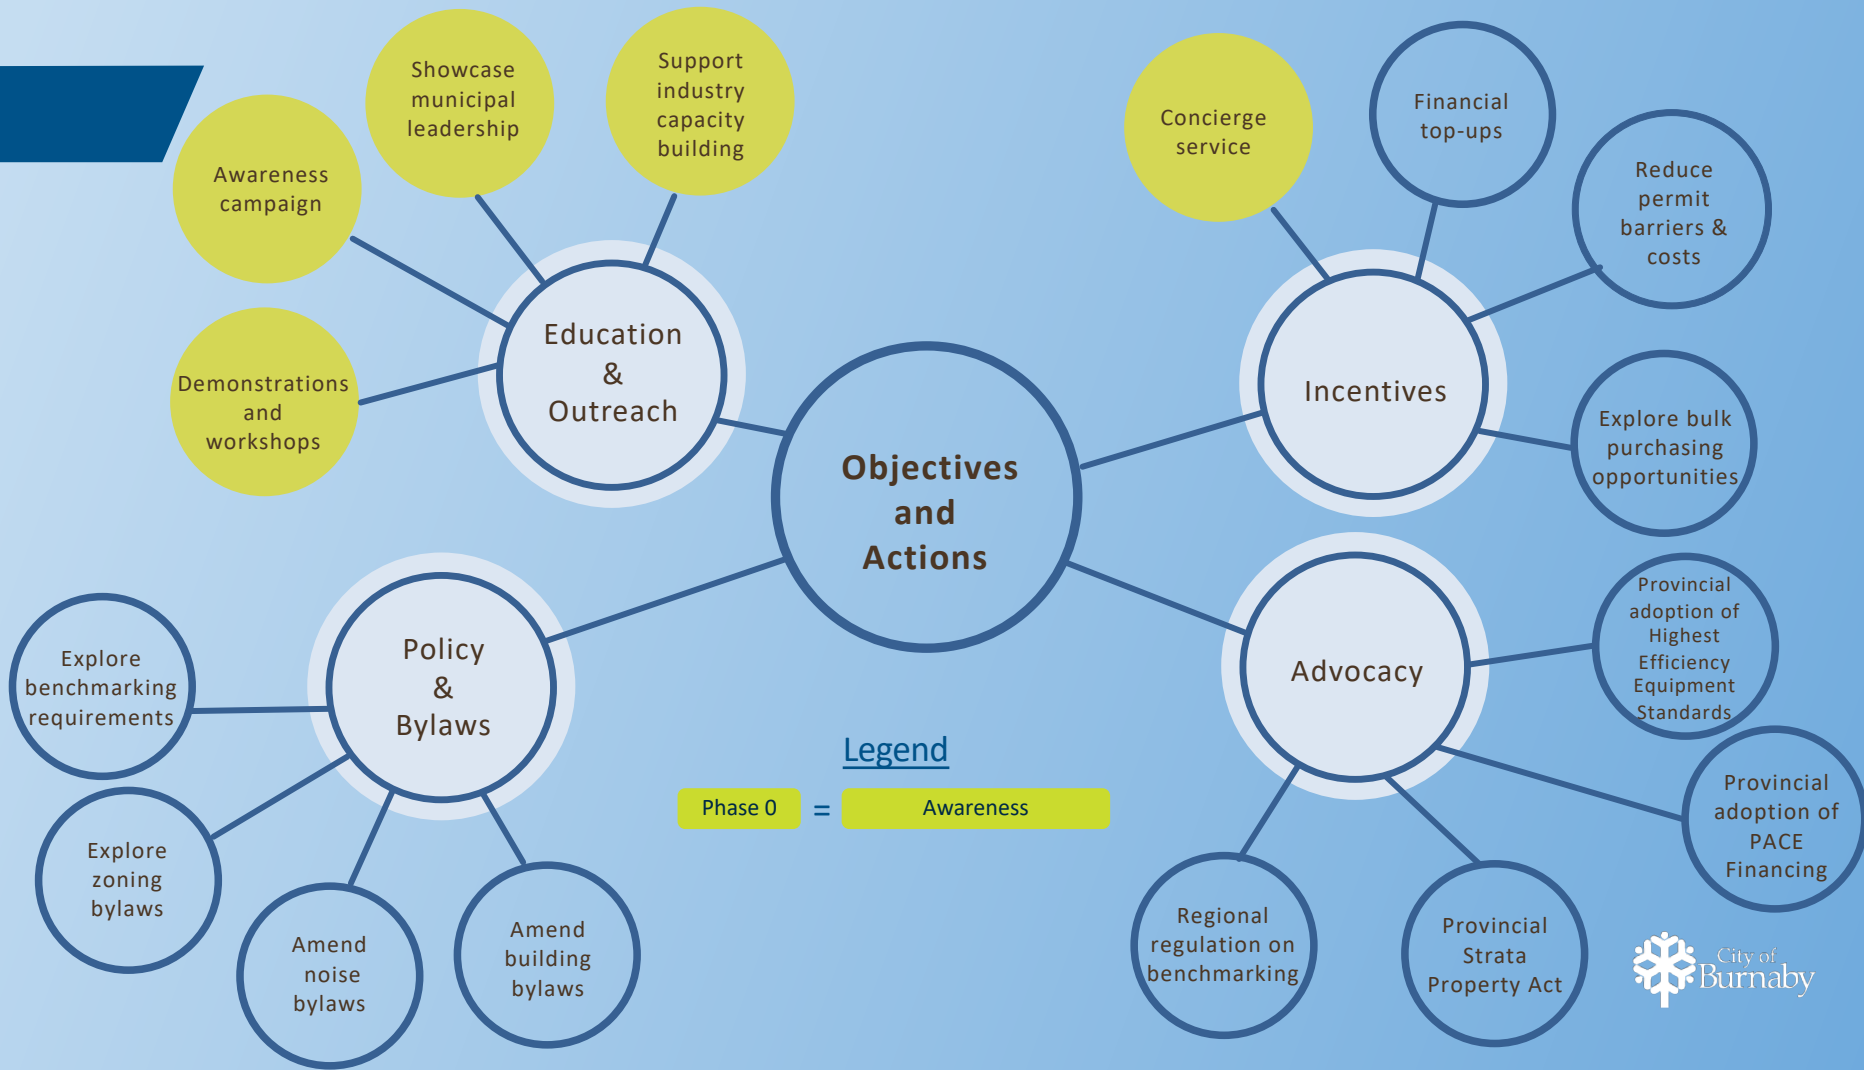 Showcase
municipal
leadership
Support
industry
capacity
building
Awareness
campaign
Demonstrations
and
workshops
Education
&
Outreach
Concierge
service
Financial
top-ups
Reduce
permit
barriers &
costs
Incentives
Explore bulk
purchasing
opportunities
Objectives
and
Actions
Policy
&
Bylaws
Explore
benchmarking
requirements
Explore
zoning
bylaws
Amend
noise
bylaws
Amend
building
bylaws
Advocacy
Provincial
adoption of
Highest
Efficiency
Equipment
Standards
Provincial
adoption of
PACE
Financing
Regional
regulation on
benchmarking
Provincial
Strata
Property Act
Legend
Phase 0 = Awareness
City of
Burnaby